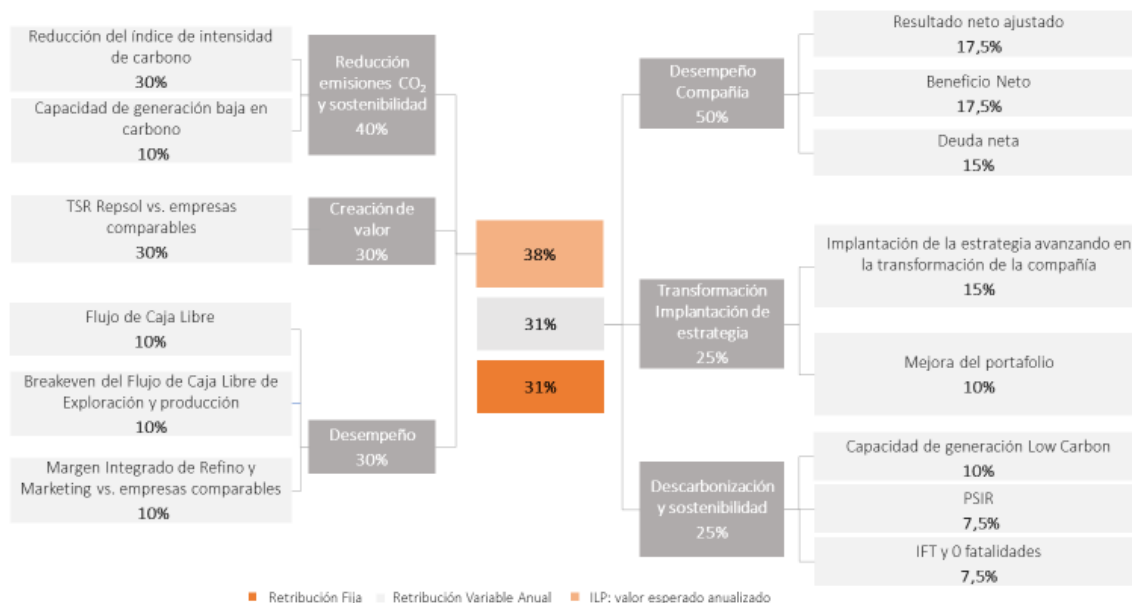 Reducción del índice de intensidad
de carbono
30%
Capacidad de generación baja en
carbono
10%
Reducción
emisiones CO₂
y sostenibilidad
40%
TSR Repsol vs. empresas
comparables
30%
Creación de
valor
30%
Flujo de Caja Libre
10%
Breakeven del Flujo de Caja Libre de
Exploración y producción
10%
Margen Integrado de Refino y
Marketing vs. empresas comparables
10%
Desempeño
30%
38%
31%
31%
Desempeño
Compañía
50%
Resultado neto ajustado
17,5%
Beneficio Neto
17,5%
Deuda neta
15%
Transformación
Implantación de
estrategia
25%
Implantación de la estrategia avanzando en
la transformación de la compañía
15%
Mejora del portafolio
10%
Descarbonización
y sostenibilidad
25%
Capacidad de generación Low Carbon
10%
PSIR
7,5%
IFT y 0 fatalidades
7,5%
Retribución Fija
Retribución Variable Anual
ILP: valor esperado anualizado